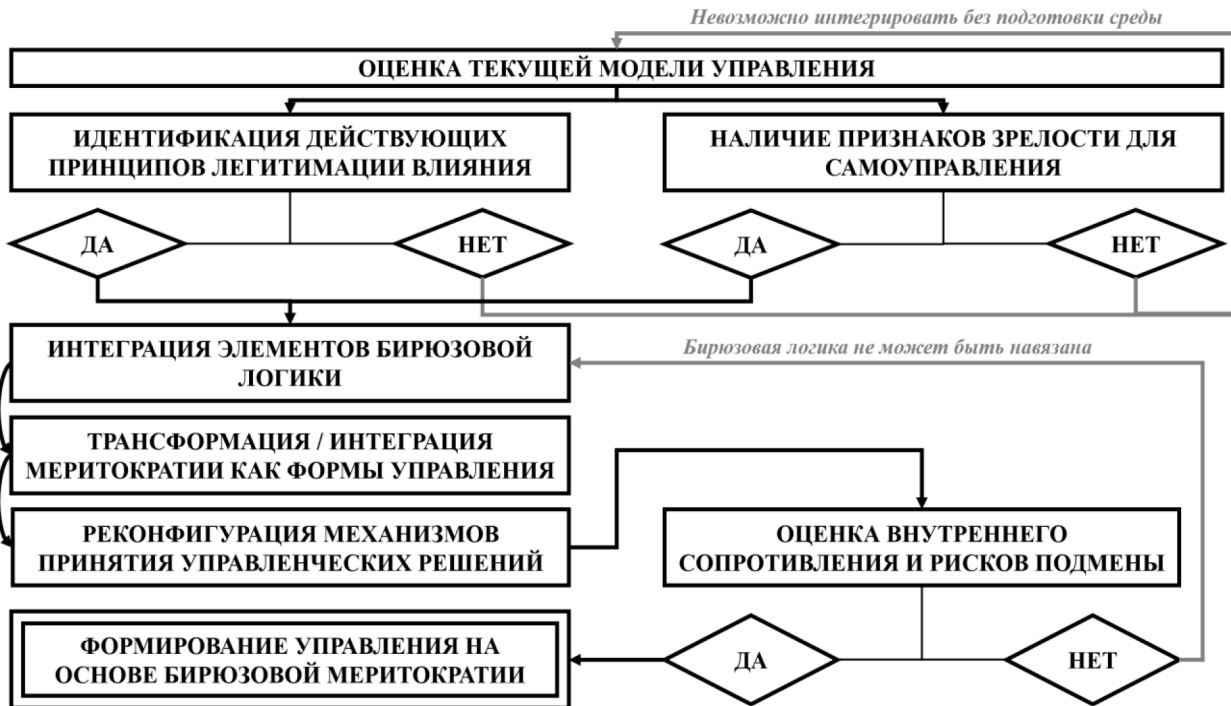 Невозможно интегрировать без подготовки среды
ОЦЕНКА ТЕКУЩЕЙ МОДЕЛИ УПРАВЛЕНИЯ
ИДЕНТИФИКАЦИЯ ДЕЙСТВУЮЩИХ
ПРИНЦИПОВ ЛЕГИТИМАЦИИ ВЛИЯНИЯ
НАЛИЧИЕ ПРИЗНАКОВ ЗРЕЛОСТИ ДЛЯ
САМОУПРАВЛЕНИЯ
ДА
НЕТ
ДА
НЕТ
ИНТЕГРАЦИЯ ЭЛЕМЕНТОВ БИРЮЗОВОЙ
ЛОГИКИ
Бирюзовая логика не может быть навязана
ТРАНСФОРМАЦИЯ / ИНТЕГРАЦИЯ
МЕРИТОКРАТИИ КАК ФОРМЫ УПРАВЛЕНИЯ
РЕКОНФИГУРАЦИЯ МЕХАНИЗМОВ
ПРИНЯТИЯ УПРАВЛЕНЧЕСКИХ РЕШЕНИЙ
ОЦЕНКА ВНУТРЕННЕГО
СОПРОТИВЛЕНИЯ И РИСКОВ ПОДМЕНЫ
ФОРМИРОВАНИЕ УПРАВЛЕНИЯ НА
ОСНОВЕ БИРЮЗОВОЙ МЕРИТОКРАТИИ
ДА
НЕТ